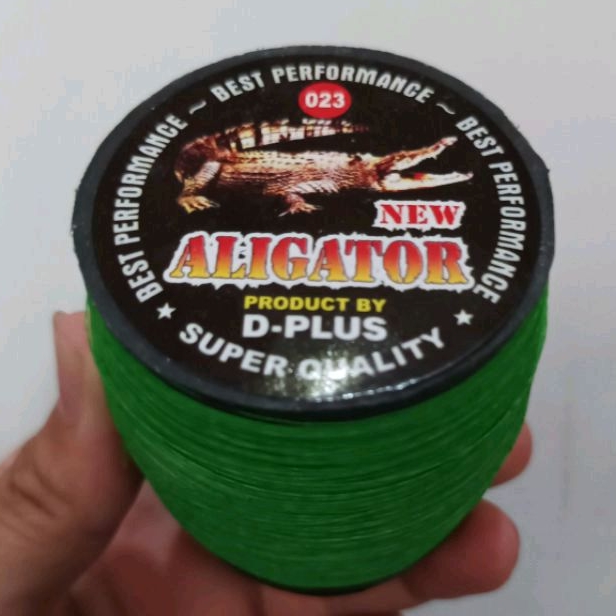 BEST PERFORMANCE ~ BEST PERFORMANCE ~ BEST PERFORMANCE
023
NEW
ALIGATOR
PRODUCT BY
D-PLUS
★ SUPER QUALITY ★